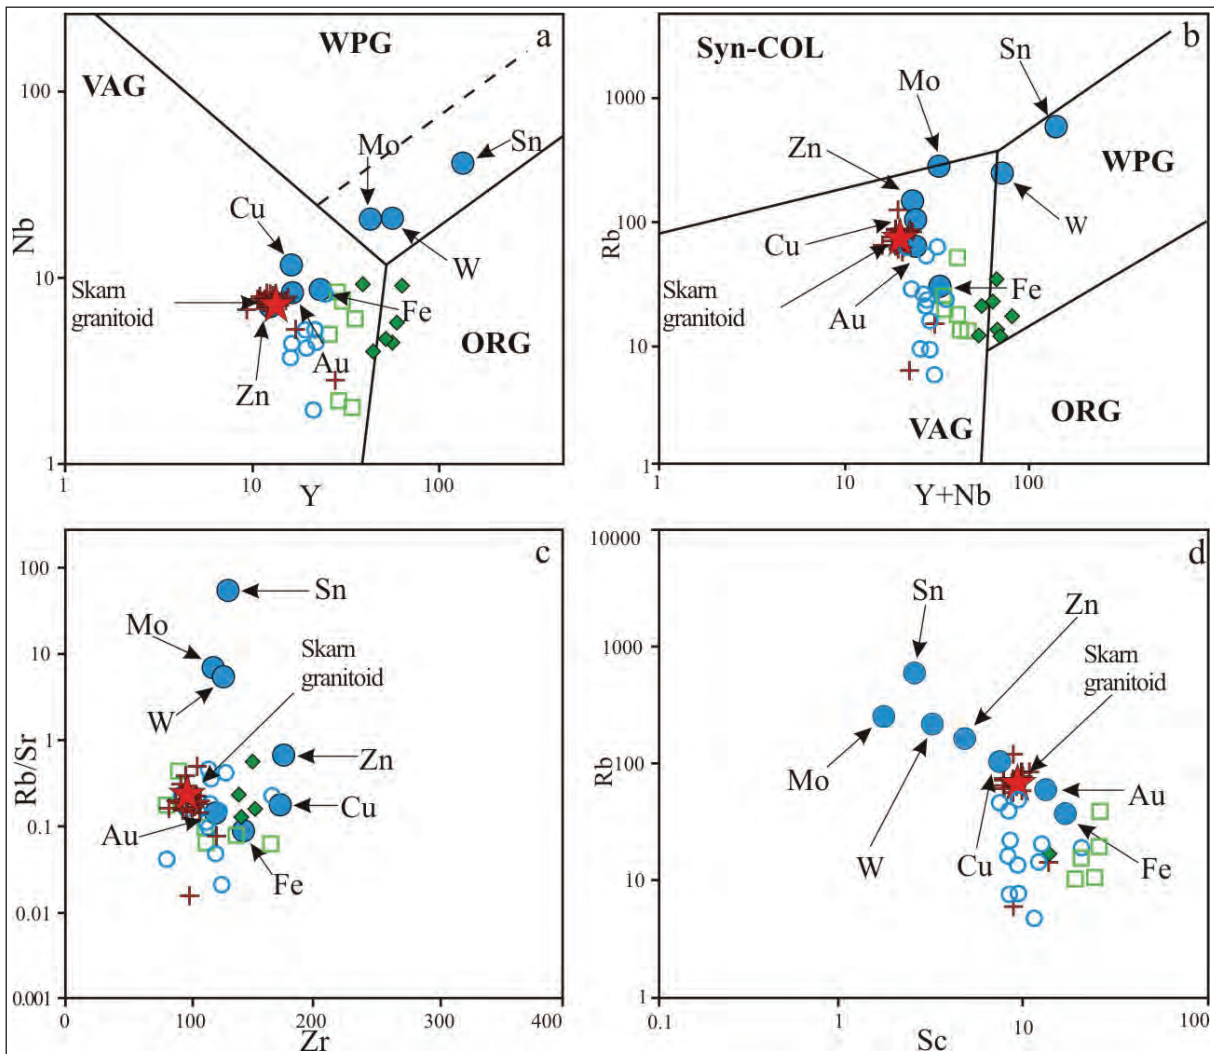 a
WPG
VAG
100
Mo
Sn
Cu
Nb
W
10
Skarn
granitoid
Fe
ORG
Au
Zn
1
1
10
100
Y
b
Syn-COL
Sn
Mo
1000
Zn
WPG
W
100
Rb
Cu
Skarn
granitoid
Fe
Au
10
ORG
VAG
1
1
10
100
Y+Nb
c
100
Sn
Mo
Skarn
granitoid
10
W
Rb/Sr
1
Zn
Cu
0.1
Au
Fe
0.01
0.001
0
100
200
300
400
Zr
10000
d
Sn
Zn
1000
Skarn
granitoid
Rb
100
Mo
Au
W
Cu
Fe
10
1
0.1
1
10
100
Sc